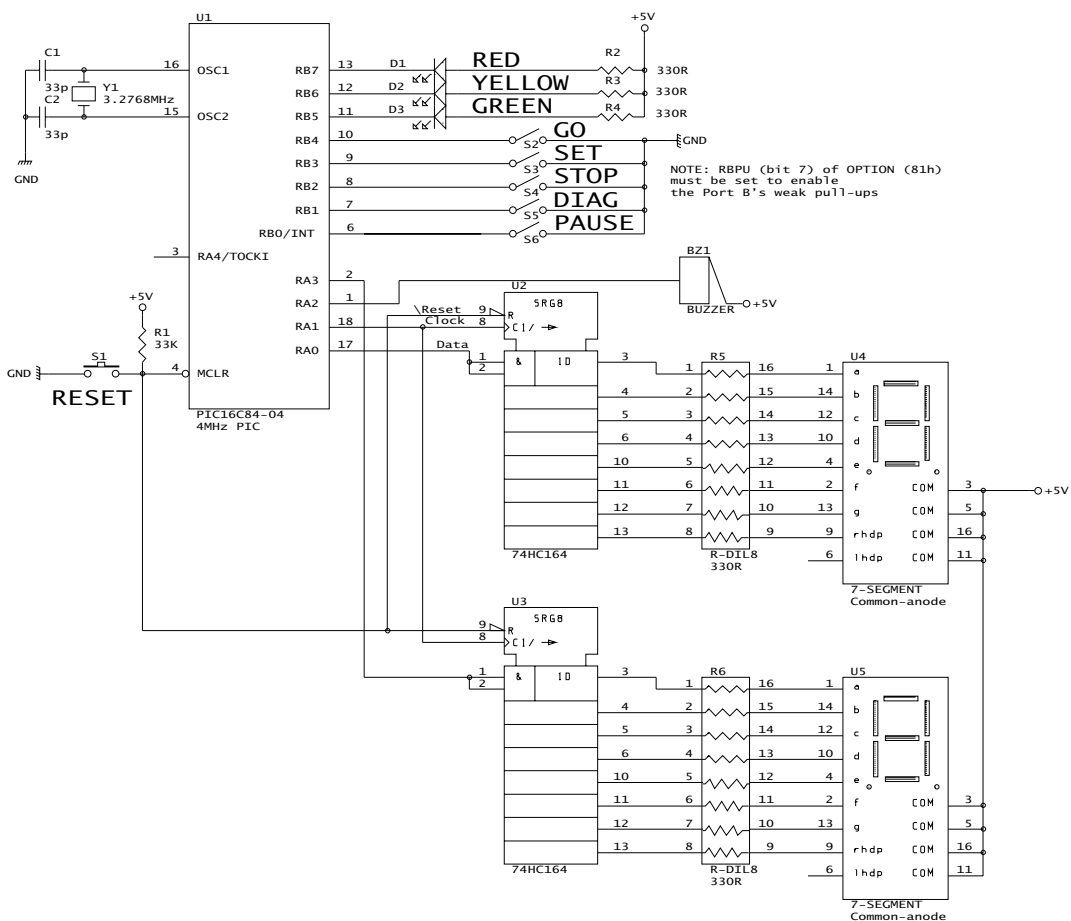 U1
+5V
C1
33p
Y1
3.2768MHz
C2
33p
GND
16 OSC1
15 OSC2
RB7 13 D1 RED R2 330R
RB6 12 D2 YELLOW R3 330R
RB5 11 D3 GREEN R4 330R
RB4 10 S2 GO GND
RB3 9 S3 SET
RB2 8 S4 STOP
RB1 7 S5 DIAG
RB0/INT 6 S6 PAUSE
NOTE: RBPU (bit 7) of OPTION (81h)
must be set to enable
the Port B's weak pull-ups
3 RA4/TOCKI
RA3 2
RA2 1
RA1 18
RA0 17
BZ1
BUZZER
+5V
+5V
R1
33K
GND
S1
RESET
4 MCLR
PIC16C84-04
4MHz PIC
\Reset
Clock
Data
U2
SRG8
9 R
8 C1/
1
2
&
1D
74HC164
3 1 R5 16 1 a
4 2 15 14 b
5 3 14 12 c
6 4 13 10 d
10 5 12 4 e
11 6 11 2 f COM 3
12 7 10 13 g COM 5
13 8 9 9 rhdp COM 16
6 lhdp COM 11
+5V
R-DIL8
330R
U4
7-SEGMENT
Common-anode
U3
SRG8
9 R
8 C1/
1
2
&
1D
74HC164
3 1 R6 16 1 a
4 2 15 14 b
5 3 14 12 c
6 4 13 10 d
10 5 12 4 e
11 6 11 2 f COM 3
12 7 10 13 g COM 5
13 8 9 9 rhdp COM 16
6 lhdp COM 11
R-DIL8
330R
U5
7-SEGMENT
Common-anode